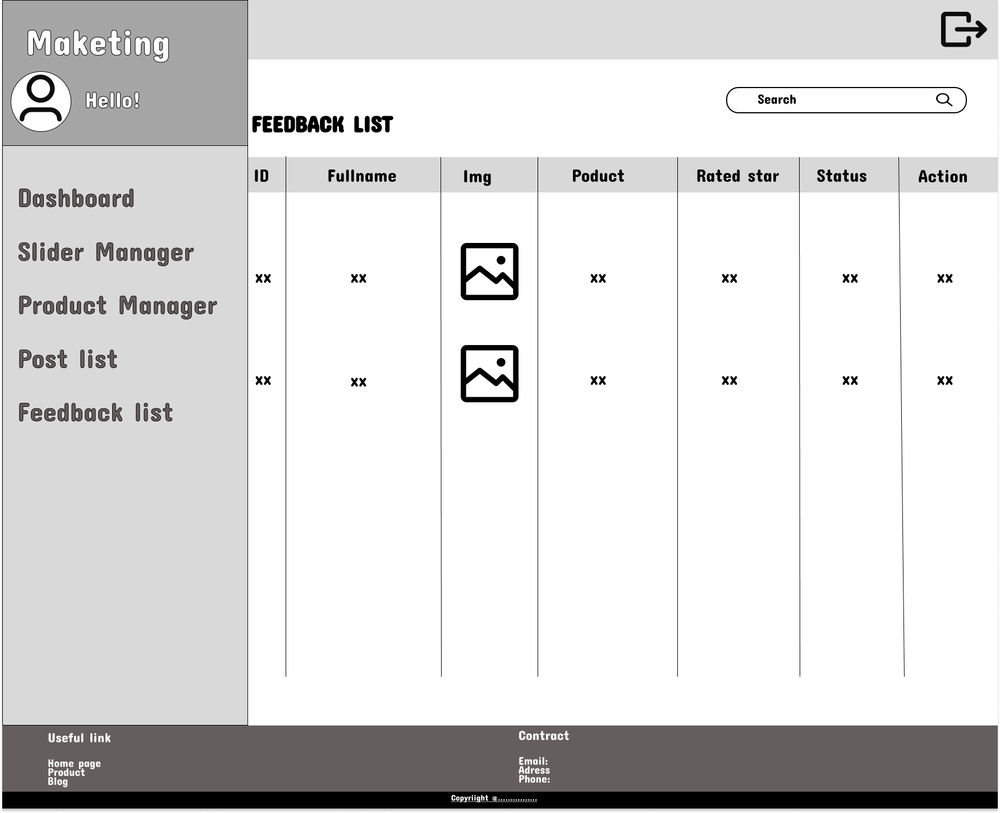 Maketing
Hello!
Search
FEEDBACK LIST
ID Fullname Img Poduct Rated star Status Action
xx xx xx xx xx xx
xx xx xx xx xx xx
Dashboard
Slider Manager
Product Manager
Post list
Feedback list
Useful link
Home page
Product
Blog
Contract
Email:
Adress
Phone:
Copyriight @................